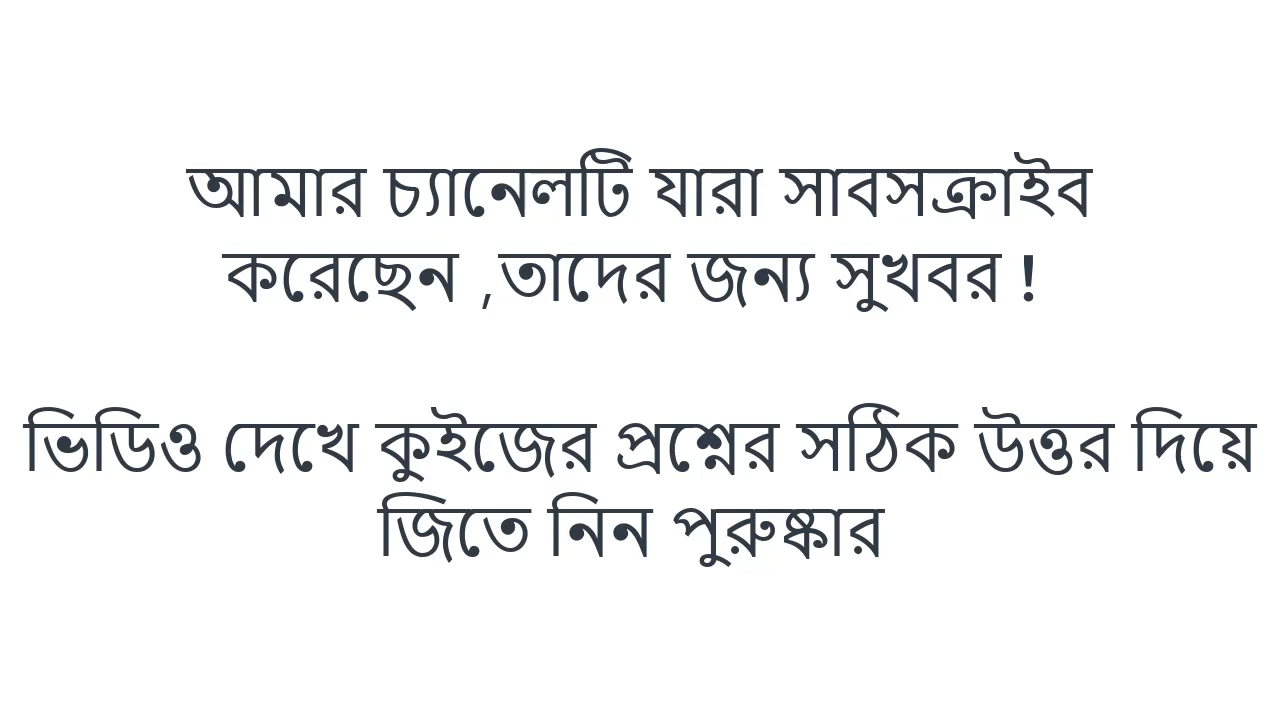 আমার চ্যানেলটি যারা সাবসক্রাইব
করেছেন ,তাদের জন্য সুখবর !
ভিডিও দেখে কুইজের প্রশ্নের সঠিক উত্তর দিয়ে
জিতে নিন পুরুষ্কার